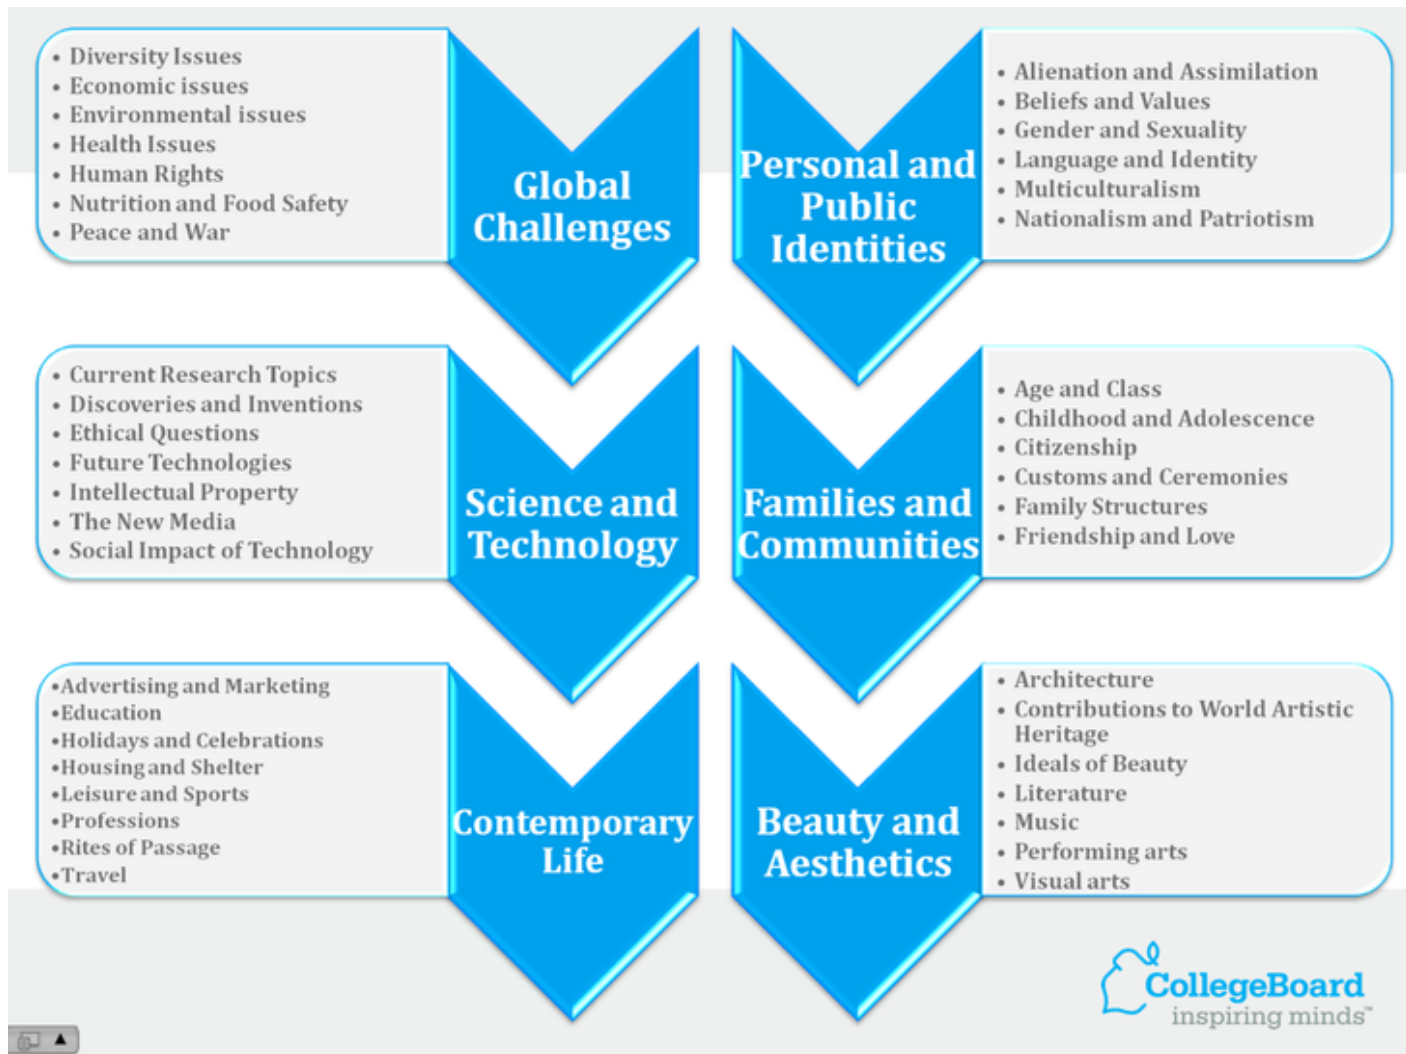 • Diversity Issues
• Economic issues
• Environmental issues
• Health Issues
• Human Rights
• Nutrition and Food Safety
• Peace and War
Global
Challenges
Personal and
Public
Identities
• Alienation and Assimilation
• Beliefs and Values
• Gender and Sexuality
• Language and Identity
• Multiculturalism
• Nationalism and Patriotism
• Current Research Topics
• Discoveries and Inventions
• Ethical Questions
• Future Technologies
• Intellectual Property
• The New Media
• Social Impact of Technology
Science and
Technology
Families and
Communities
• Age and Class
• Childhood and Adolescence
• Citizenship
• Customs and Ceremonies
• Family Structures
• Friendship and Love
•Advertising and Marketing
•Education
•Holidays and Celebrations
•Housing and Shelter
•Leisure and Sports
•Professions
•Rites of Passage
•Travel
Contemporary
Life
Beauty and
Aesthetics
• Architecture
• Contributions to World Artistic
Heritage
• Ideals of Beauty
• Literature
• Music
• Performing arts
• Visual arts
CollegeBoard
inspiring minds™